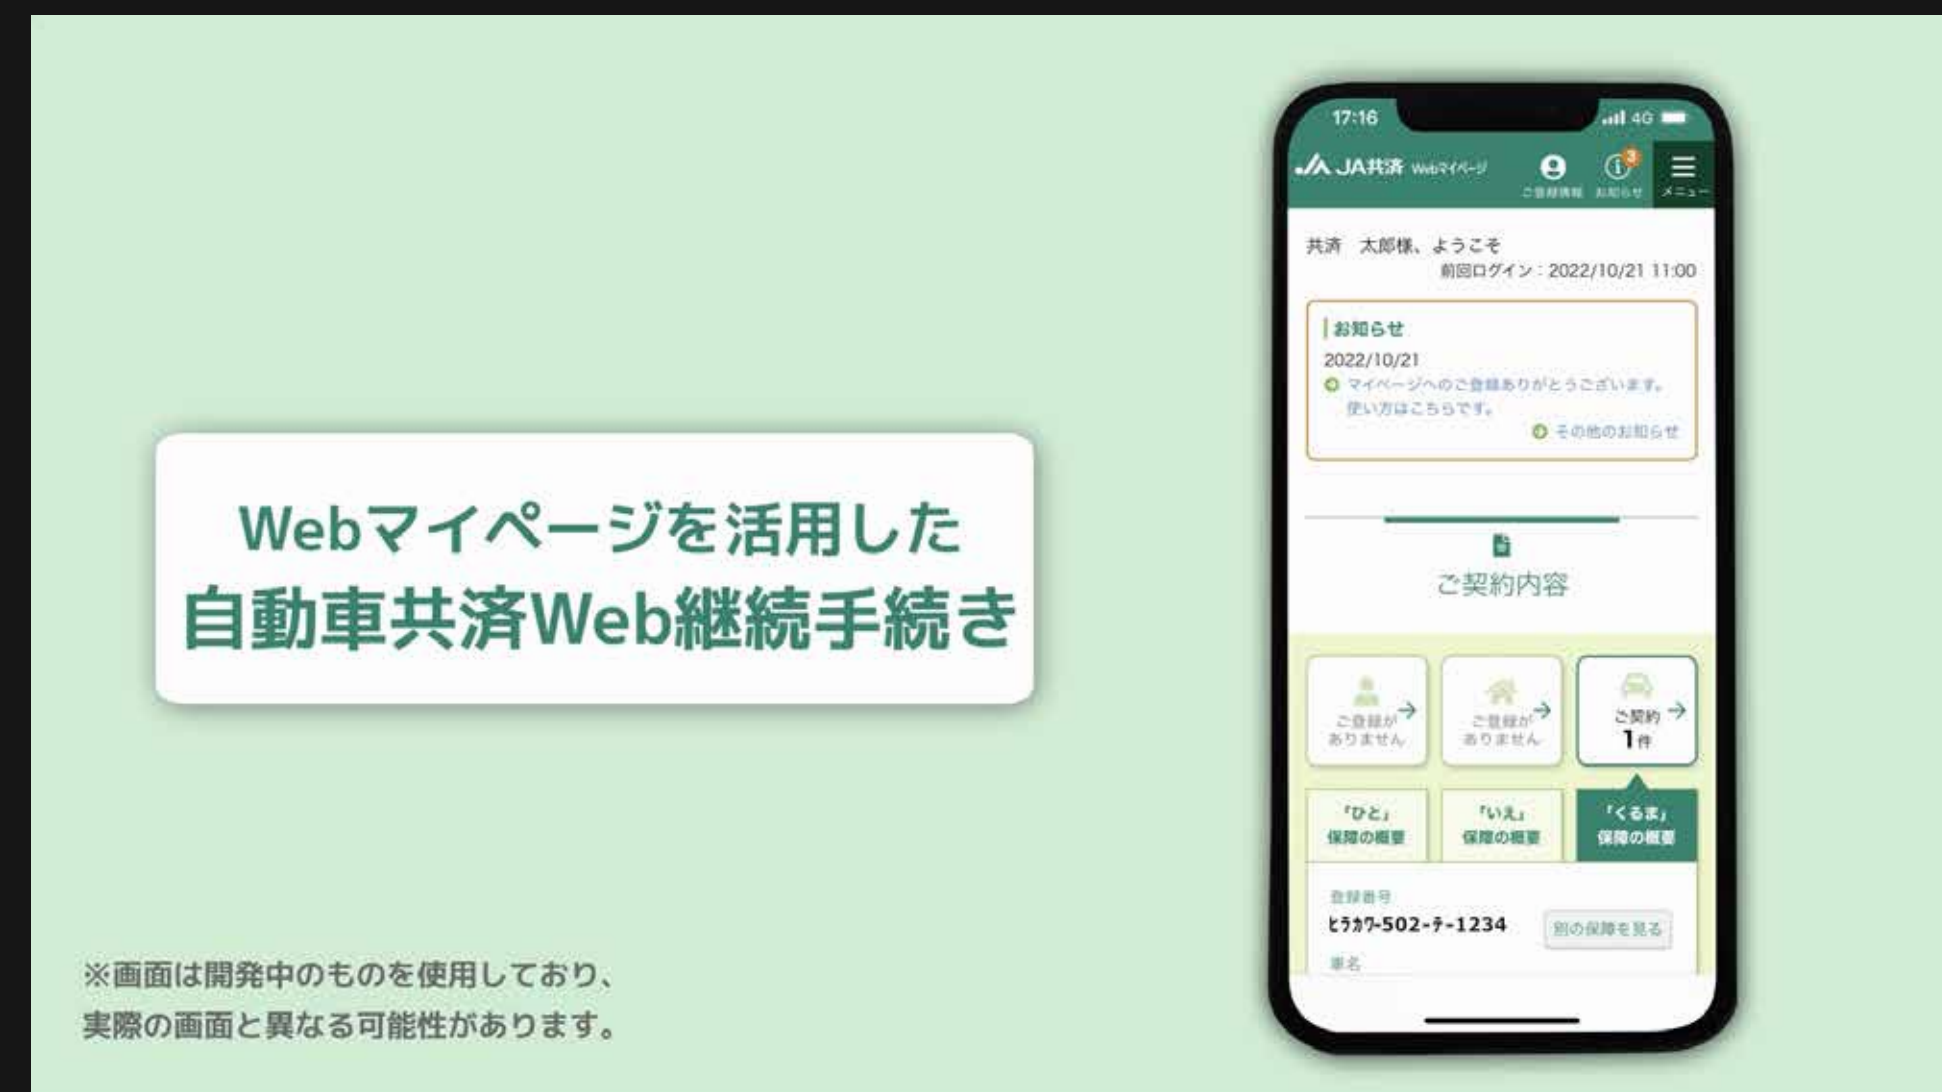 Webマイページを活用した
自動車共済Web継続手続き
※画面は開発中のものを使用しており、
実際の画面と異なる可能性があります。
17:16
4G
JA共済 Webマイページ
ご登録情報 お知らせ 3 メニュー
共済　太郎様、ようこそ
前回ログイン：2022/10/21 11:00
お知らせ
2022/10/21
マイページへのご登録ありがとうございます。
使い方はこちらです。
その他のお知らせ
ご契約内容
ご登録が
ありません
ご登録が
ありません
ご契約
1件
「ひと」
保障の概要
「いえ」
保障の概要
「くるま」
保障の概要
登録番号
ﾋﾗｶﾜ-502-ﾃ-1234
別の保障を見る
車名